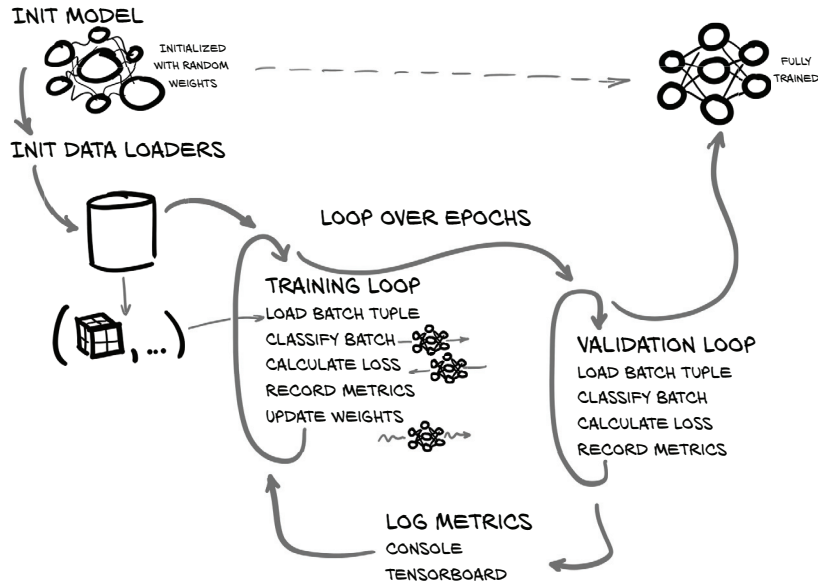 INIT MODEL
INITIALIZED
WITH RANDOM
WEIGHTS
FULLY
TRAINED
INIT DATA LOADERS
LOOP OVER EPOCHS
( , ...)
TRAINING LOOP
LOAD BATCH TUPLE
CLASSIFY BATCH
CALCULATE LOSS
RECORD METRICS
UPDATE WEIGHTS
VALIDATION LOOP
LOAD BATCH TUPLE
CLASSIFY BATCH
CALCULATE LOSS
RECORD METRICS
LOG METRICS
CONSOLE
TENSORBOARD